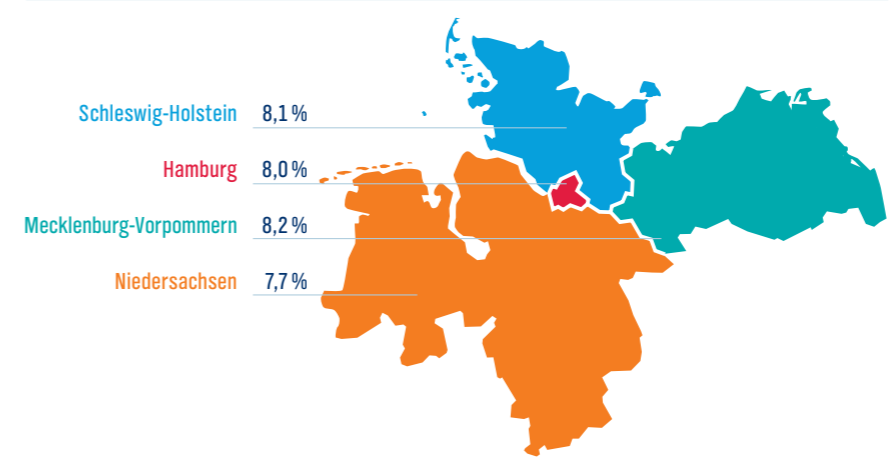 Schleswig-Holstein 8,1 %
Hamburg 8,0 %
Mecklenburg-Vorpommern 8,2 %
Niedersachsen 7,7 %